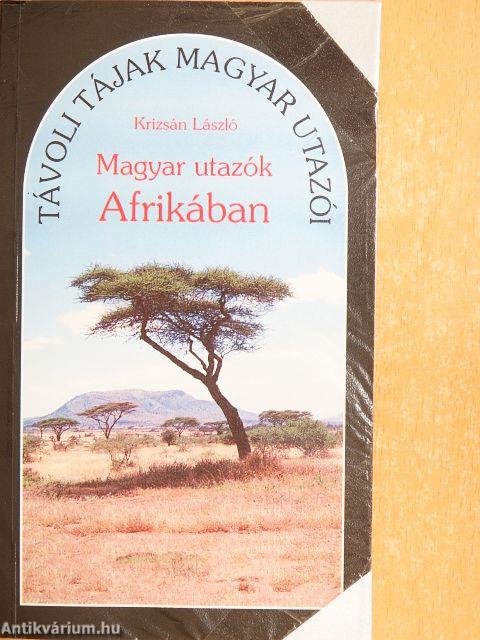 TÁVOLI TÁJAK MAGYAR UTAZÓI
Krizsán László
Magyar utazók
Afrikában
Antikvárium.hu